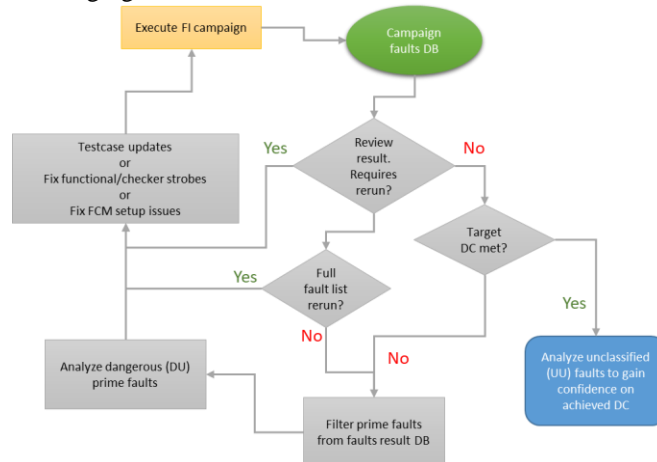 Execute FI campaign
Campaign
faults DB
Testcase updates
or
Fix functional/checker strobes
or
Fix FCM setup issues
Yes
Review
result.
Requires
rerun?
No
Target
DC met?
Yes
Full
fault list
rerun?
Yes
No
No
Analyze dangerous (DU)
prime faults
Filter prime faults
from faults result DB
Analyze unclassified
(UU) faults to gain
confidence on
achieved DC